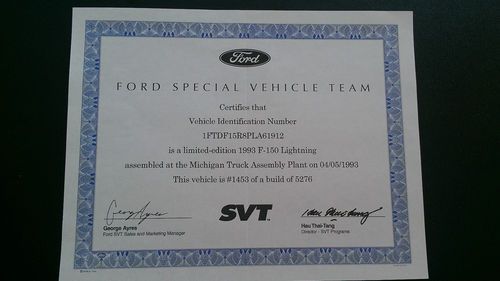 Ford
FORD SPECIAL VEHICLE TEAM
Certifies that
Vehicle Identification Number
1FTDF15R8PLA61912
is a limited-edition 1993 F-150 Lightning
assembled at the Michigan Truck Assembly Plant on 04/05/1993
This vehicle is #1453 of a build of 5276
George Ayres
SVT
George Ayres
Ford SVT Sales and Marketing Manager
Hau Thai-Tang
Director - SVT Programs